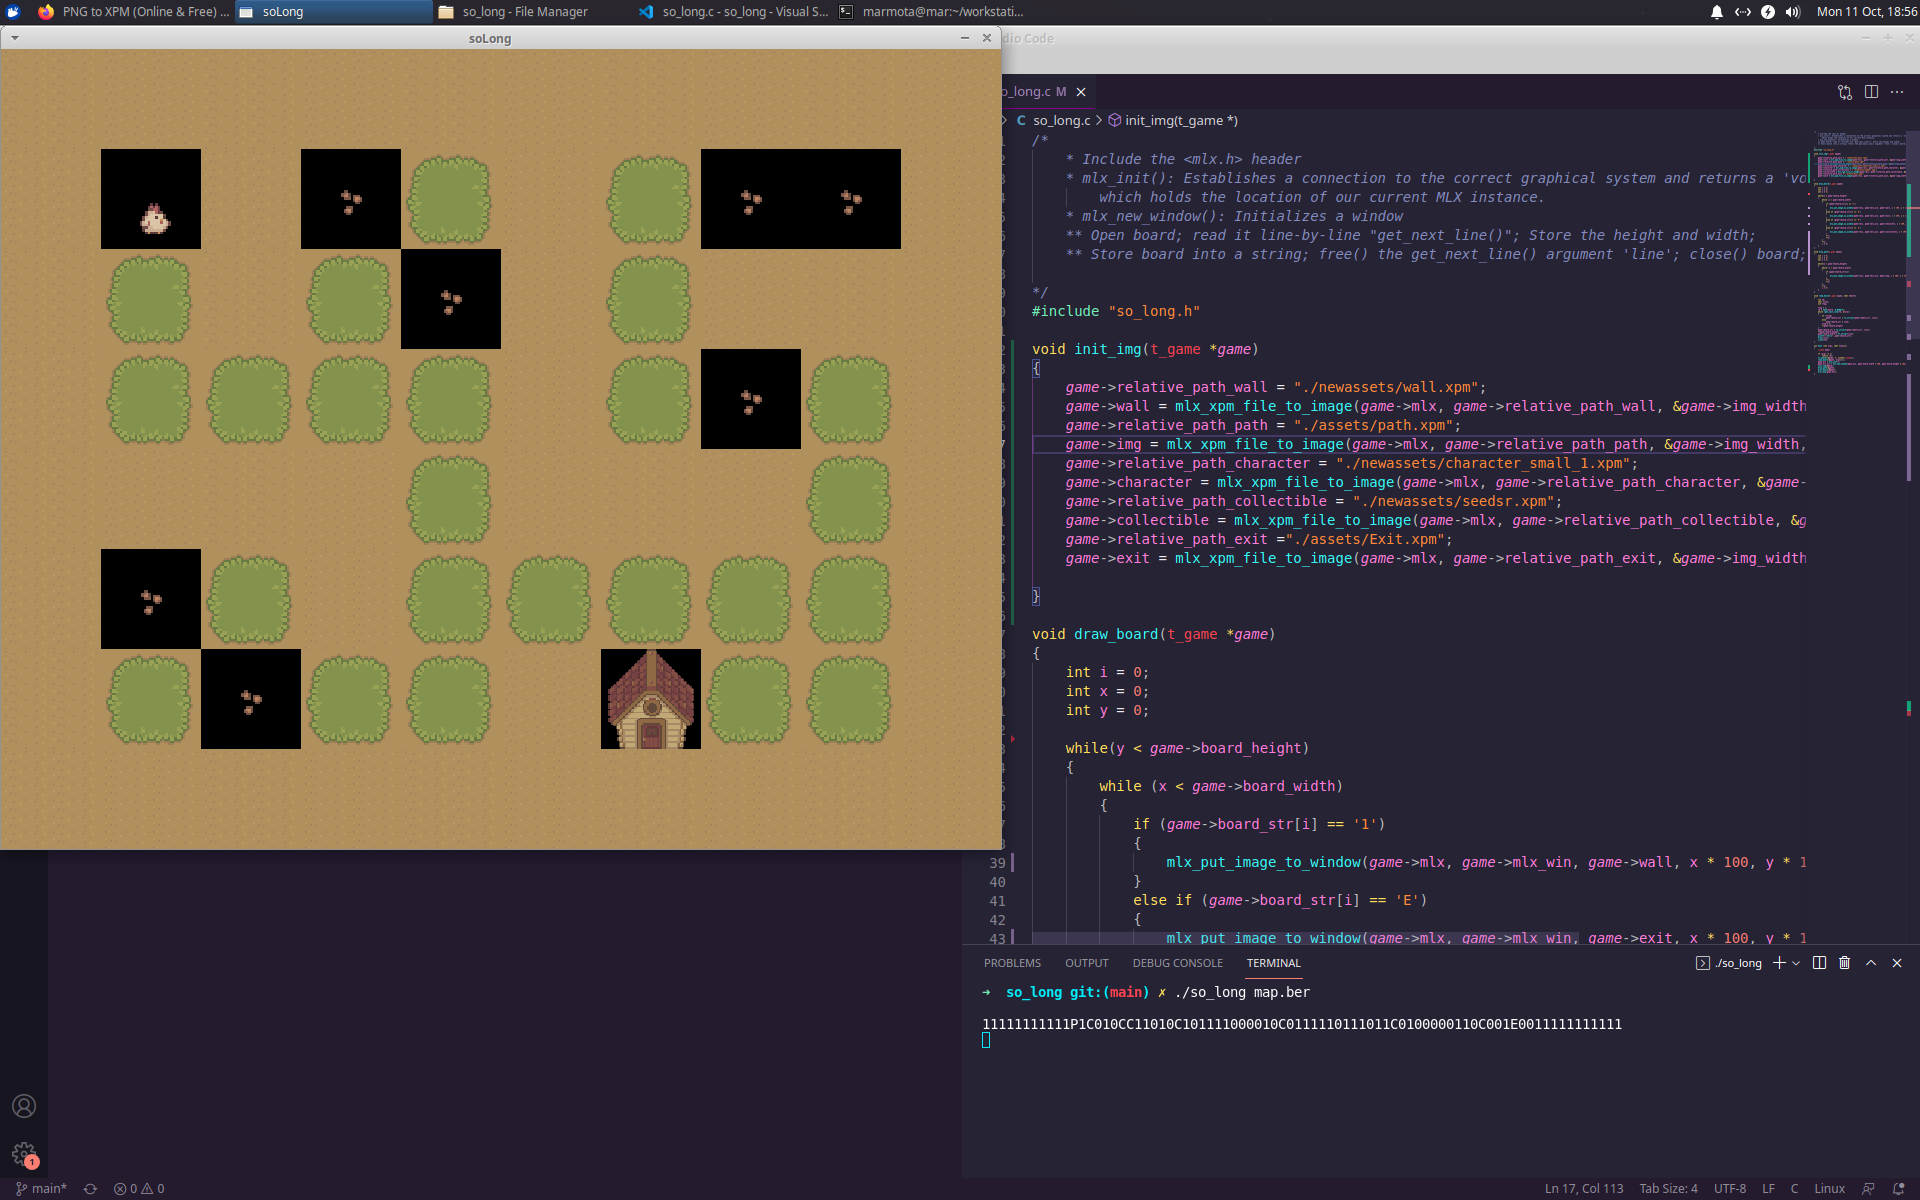 PNG to XPM (Online & Free) ...
soLong
so_long - File Manager
so_long.c - so_long - Visual S...
marmota@mar:~/workstati...
Mon 11 Oct, 18:56
soLong
dio Code
o_long.c M
C so_long.c > init_img(t_game *)
/*
* Include the <mlx.h> header
* mlx_init(): Establishes a connection to the correct graphical system and returns a 'vo
which holds the location of our current MLX instance.
* mlx_new_window(): Initializes a window
** Open board; read it line-by-line "get_next_line()"; Store the height and width;
** Store board into a string; free() the get_next_line() argument 'line'; close() board;
*/
#include "so_long.h"
void init_img(t_game *game)
{
game->relative_path_wall = "./newassets/wall.xpm";
game->wall = mlx_xpm_file_to_image(game->mlx, game->relative_path_wall, &game->img_width
game->relative_path_path = "./assets/path.xpm";
game->img = mlx_xpm_file_to_image(game->mlx, game->relative_path_path, &game->img_width,
game->relative_path_character = "./newassets/character_small_1.xpm";
game->character = mlx_xpm_file_to_image(game->mlx, game->relative_path_character, &game-
game->relative_path_collectible = "./newassets/seedsr.xpm";
game->collectible = mlx_xpm_file_to_image(game->mlx, game->relative_path_collectible, &g
game->relative_path_exit ="./assets/Exit.xpm";
game->exit = mlx_xpm_file_to_image(game->mlx, game->relative_path_exit, &game->img_width
}
void draw_board(t_game *game)
{
int i = 0;
int x = 0;
int y = 0;
while(y < game->board_height)
{
while (x < game->board_width)
{
if (game->board_str[i] == '1')
{
39 mlx_put_image_to_window(game->mlx, game->mlx_win, game->wall, x * 100, y * 1
40 }
41 else if (game->board_str[i] == 'E')
42 {
43 mlx_put_image_to_window(game->mlx, game->mlx_win, game->exit, x * 100, y * 1
PROBLEMS OUTPUT DEBUG CONSOLE TERMINAL
./so_long
➜ so_long git:(main) ✗ ./so_long map.ber
11111111111P1C010CC11010C101111000010C0111110111011C0100000110C001E0011111111111
1
main* 0 0
Ln 17, Col 113 Tab Size: 4 UTF-8 LF C Linux